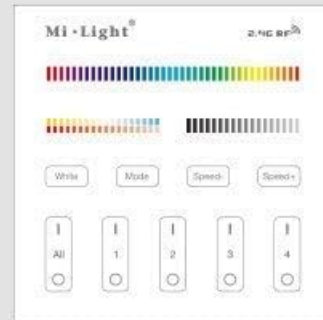 Mi·Light®
2.4G RF
White Mode Speed- Speed+
I I I I I
All 1 2 3 4
O O O O O